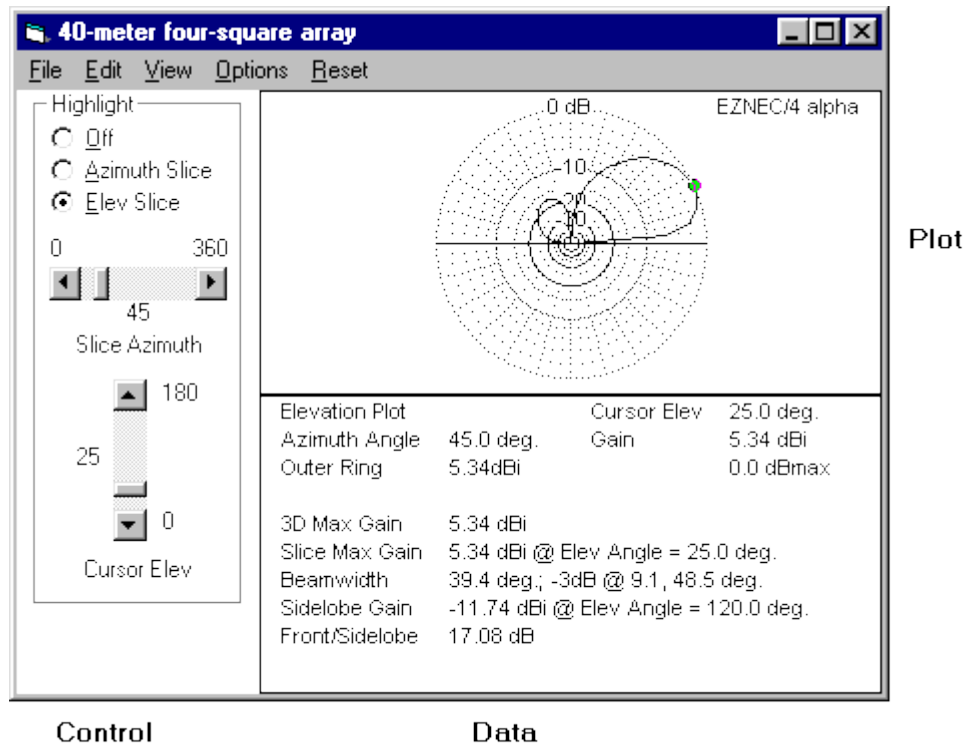 40-meter four-square array
File Edit View Options Reset
Highlight
Off
Azimuth Slice
Elev Slice
0 360
45
Slice Azimuth
180
25
0
Cursor Elev
0 dB
EZNEC/4 alpha
-10
-20
Plot
Elevation Plot Cursor Elev 25.0 deg.
Azimuth Angle 45.0 deg. Gain 5.34 dBi
Outer Ring 5.34dBi 0.0 dBmax
3D Max Gain 5.34 dBi
Slice Max Gain 5.34 dBi @ Elev Angle = 25.0 deg.
Beamwidth 39.4 deg.; -3dB @ 9.1, 48.5 deg.
Sidelobe Gain -11.74 dBi @ Elev Angle = 120.0 deg.
Front/Sidelobe 17.08 dB
Control Data